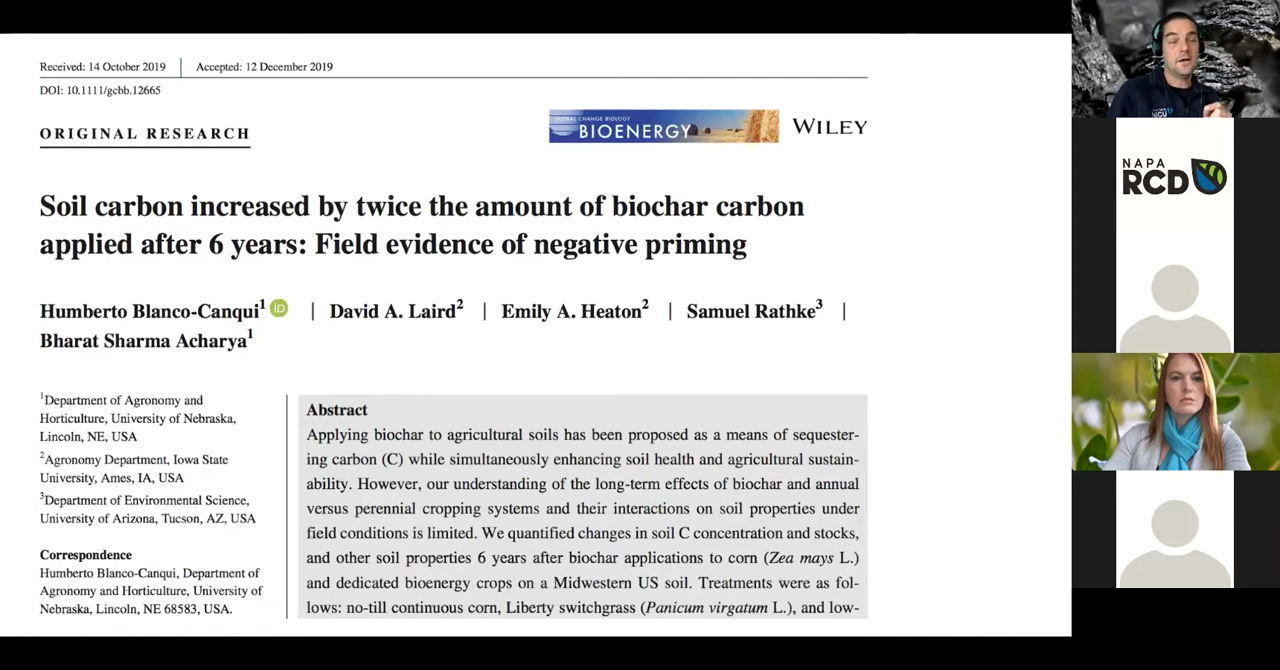 Received: 14 October 2019 | Accepted: 12 December 2019
DOI: 10.1111/gcbb.12665
ORIGINAL RESEARCH
GLOBAL CHANGE BIOLOGY
BIOENERGY
WILEY
Soil carbon increased by twice the amount of biochar carbon
applied after 6 years: Field evidence of negative priming
Humberto Blanco-Canqui1 iD | David A. Laird2 | Emily A. Heaton2 | Samuel Rathke3 |
Bharat Sharma Acharya1
1Department of Agronomy and
Horticulture, University of Nebraska,
Lincoln, NE, USA
2Agronomy Department, Iowa State
University, Ames, IA, USA
3Department of Environmental Science,
University of Arizona, Tucson, AZ, USA
Correspondence
Humberto Blanco-Canqui, Department of
Agronomy and Horticulture, University of
Nebraska, Lincoln, NE 68583, USA.
Abstract
Applying biochar to agricultural soils has been proposed as a means of sequester-
ing carbon (C) while simultaneously enhancing soil health and agricultural sustain-
ability. However, our understanding of the long-term effects of biochar and annual
versus perennial cropping systems and their interactions on soil properties under
field conditions is limited. We quantified changes in soil C concentration and stocks,
and other soil properties 6 years after biochar applications to corn (Zea mays L.)
and dedicated bioenergy crops on a Midwestern US soil. Treatments were as fol-
lows: no-till continuous corn, Liberty switchgrass (Panicum virgatum L.), and low-
NAPA
RCD